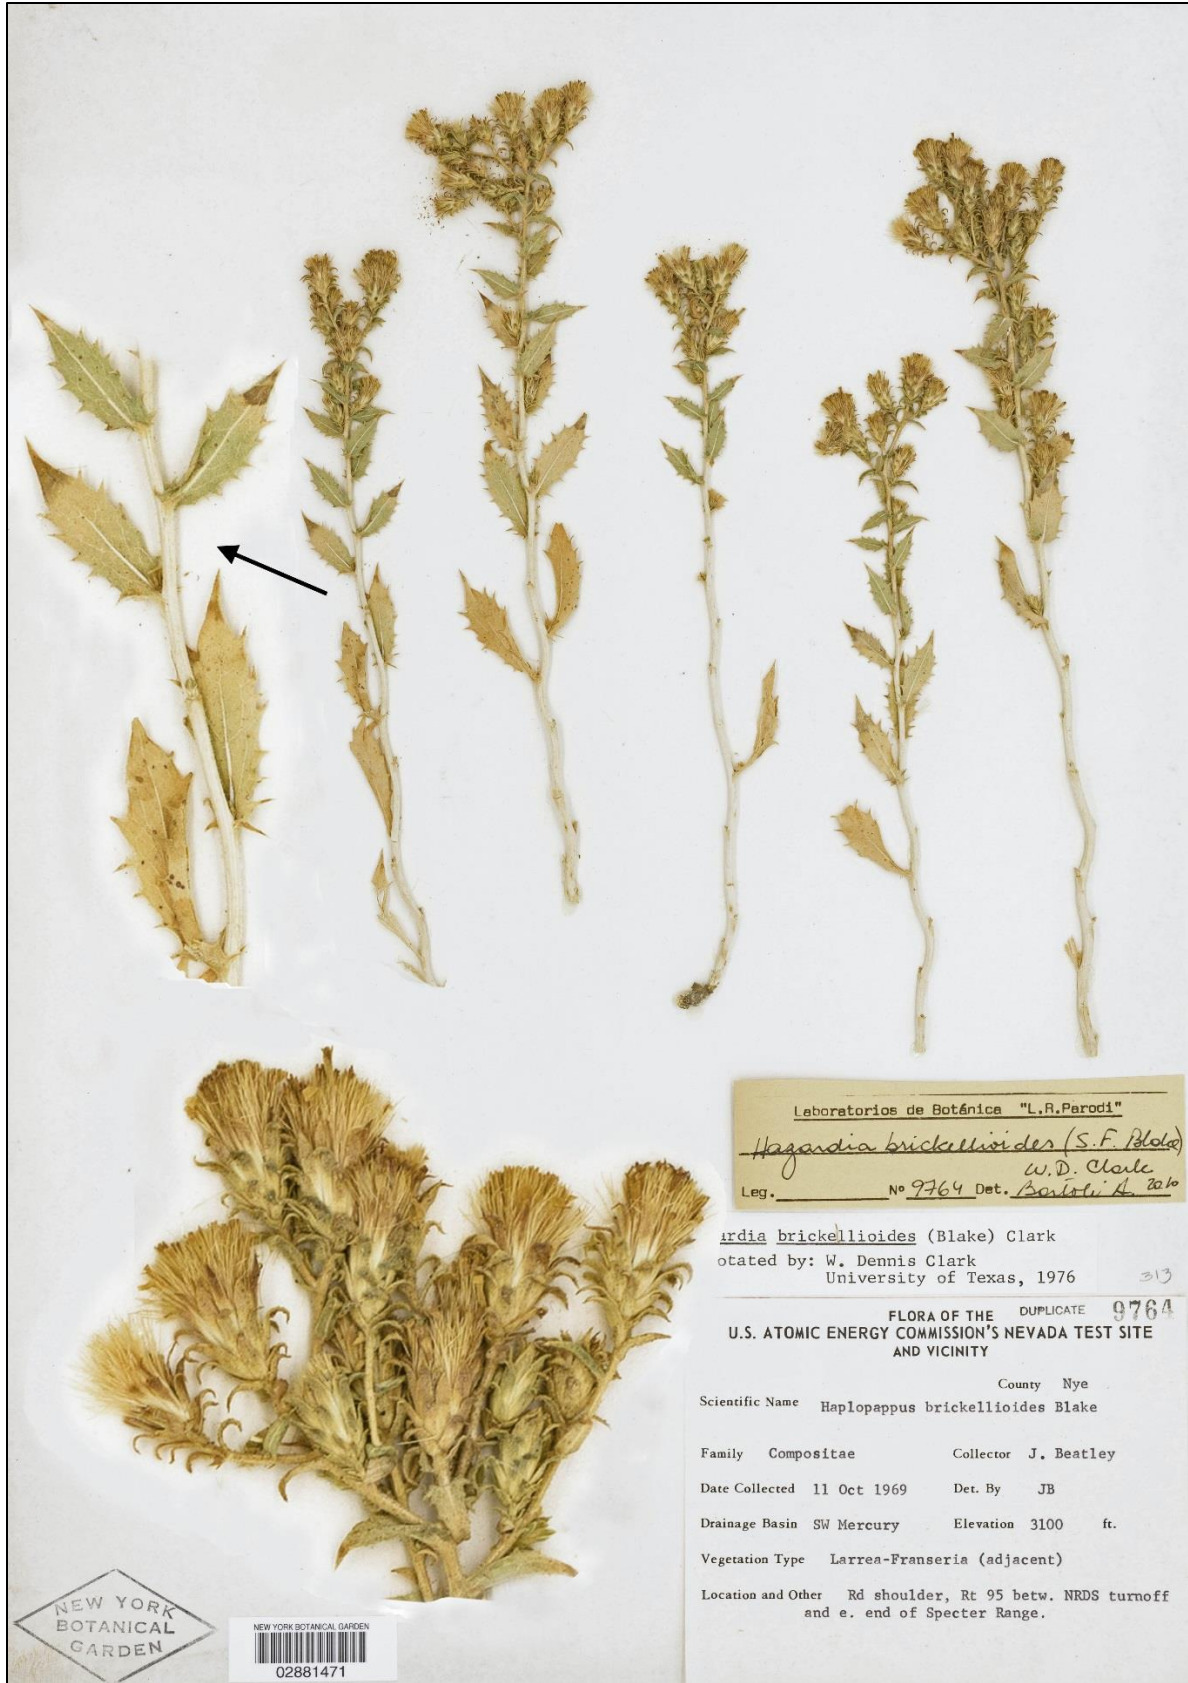 Laboratorios de Botánica "L.R.Parodi"
Hazardia brickellioides (S.F. Blake)
W.D. Clark
Leg. Nº 9764 Det. Bartoli A. 2010
ardia brickellioides (Blake) Clark
otated by: W. Dennis Clark
University of Texas, 1976
313
FLORA OF THE DUPLICATE 9764
U.S. ATOMIC ENERGY COMMISSION'S NEVADA TEST SITE
AND VICINITY
County Nye
Scientific Name Haplopappus brickellioides Blake
Family Compositae Collector J. Beatley
Date Collected 11 Oct 1969 Det. By JB
Drainage Basin SW Mercury Elevation 3100 ft.
Vegetation Type Larrea-Franseria (adjacent)
Location and Other Rd shoulder, Rt 95 betw. NRDS turnoff
and e. end of Specter Range.
NEW YORK
BOTANICAL
GARDEN
NEW YORK BOTANICAL GARDEN
02881471